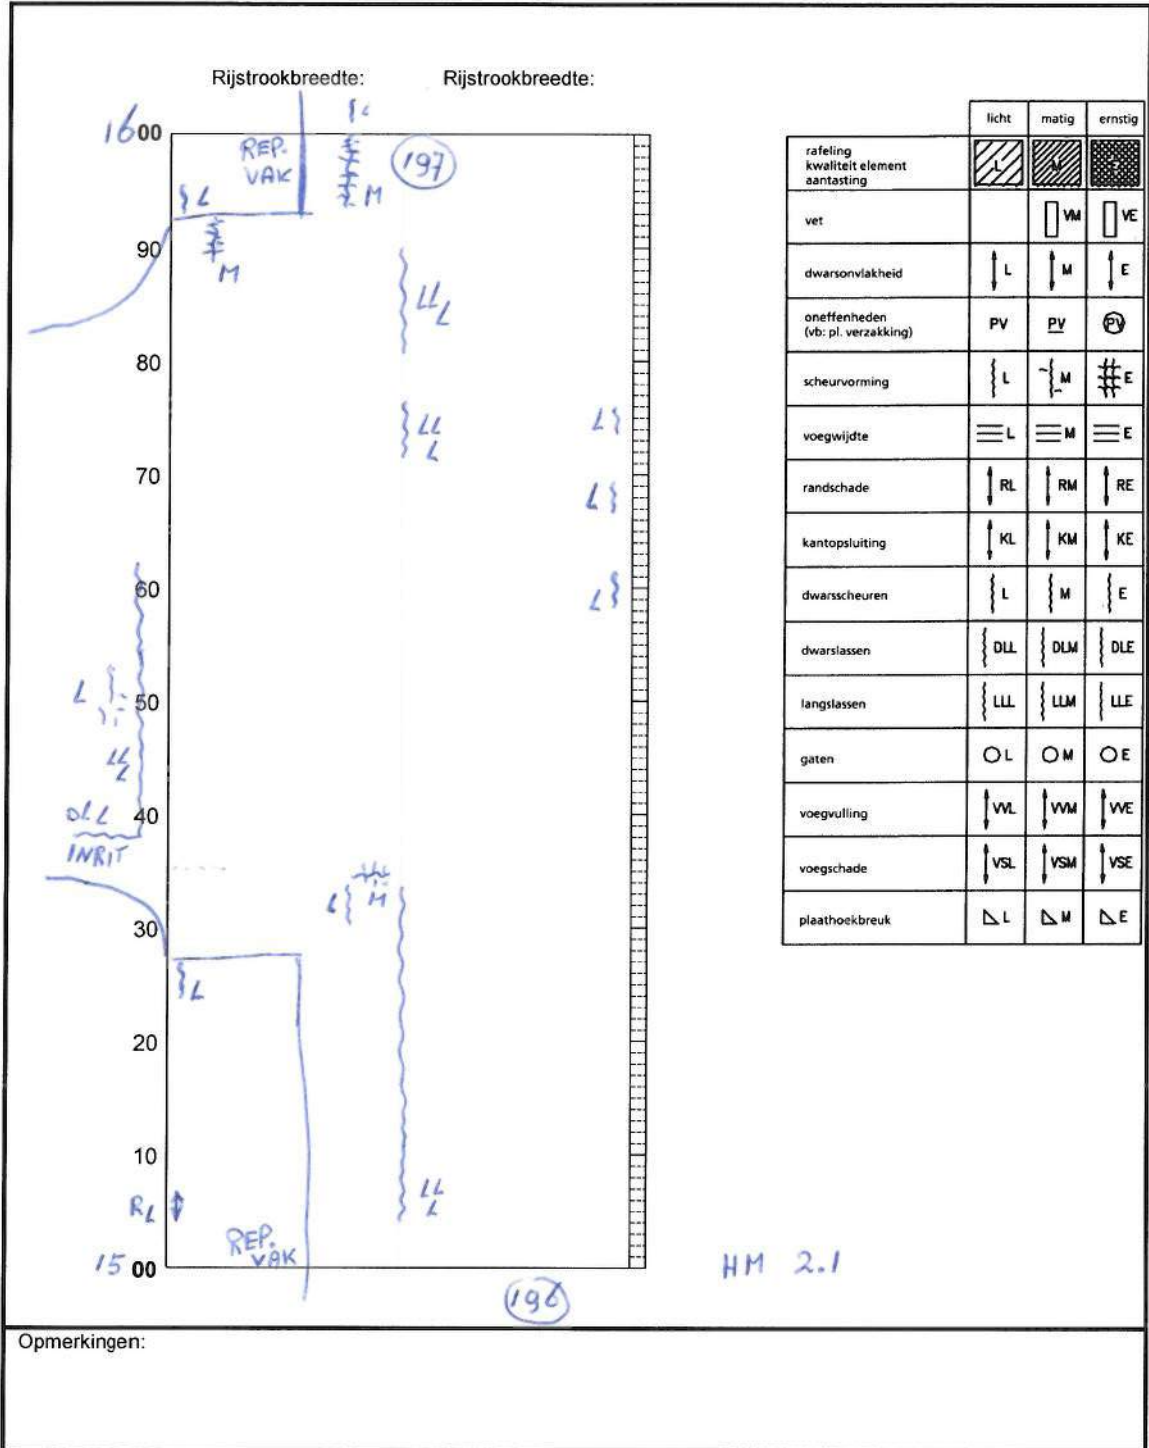 Rijstrookbreedte: Rijstrookbreedte:
L
1600
REP.
VAK
197
L
M
90
M
LL
L
80
LL
L
L
70
L
60
L
L
50
LL
L
DLL
40
INRIT
M
L
30
L
20
10
LL
L
RL
REP.
VAK
1500
HM 2.1
196
licht matig ernstig
rafeling
kwaliteit element
aantasting
L M
vet
VM VE
dwarsonvlakheid
L M E
oneffenheden
(vb: pl. verzakking)
PV PV PV
scheurvorming
L M E
voegwijdte
L M E
randschade
RL RM RE
kantopsluiting
KL KM KE
dwarsscheuren
L M E
dwarslassen
DLL DLM DLE
langslassen
LLL LLM LLE
gaten
L M E
voegvulling
VVL VVM VVE
voegschade
VSL VSM VSE
plaathoekbreuk
L M E
Opmerkingen: